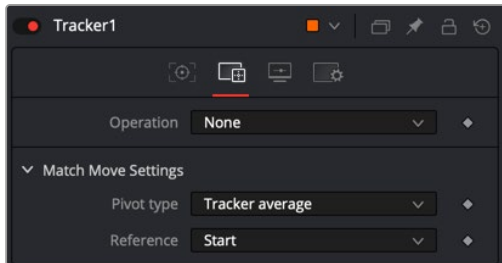 Tracker1
Operation None
Match Move Settings
Pivot type Tracker average
Reference Start